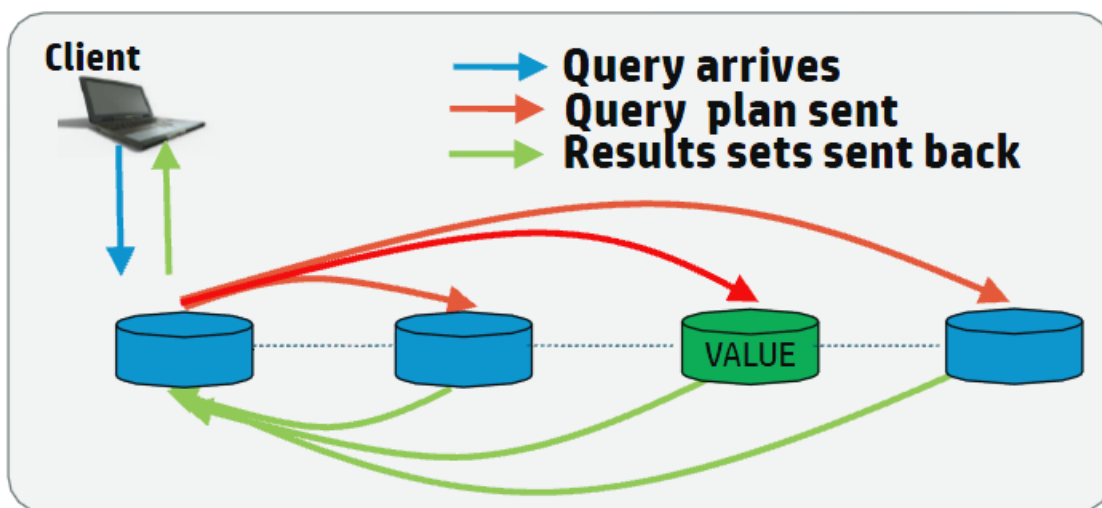 Client
Query arrives
Query plan sent
Results sets sent back
VALUE